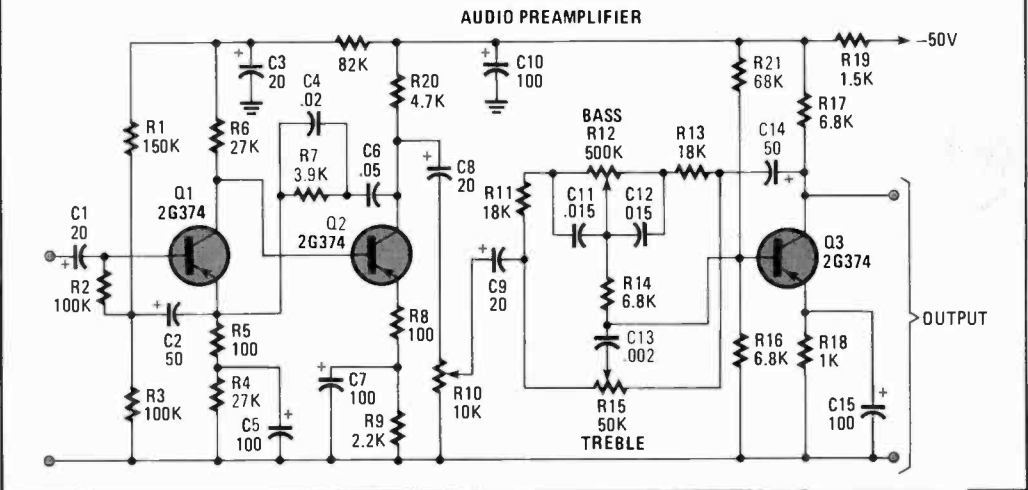 AUDIO PREAMPLIFIER
−50V
C3
20
82K
R20
4.7K
C10
100
R21
68K
R19
1.5K
R1
150K
R6
27K
C4
.02
R7
3.9K
C6
.05
C8
20
BASS
R12
500K
R13
18K
C14
50
R17
6.8K
R11
18K
C11
.015
C12
015
C1
20
Q1
2G374
Q2
2G374
Q3
2G374
R2
100K
C2
50
R5
100
R8
100
C9
20
R14
6.8K
C13
.002
R16
6.8K
R18
1K
OUTPUT
R3
100K
R4
27K
C5
100
C7
100
R9
2.2K
R10
10K
R15
50K
TREBLE
C15
100
+
+
+
+
+
+
+
+
+
+
+